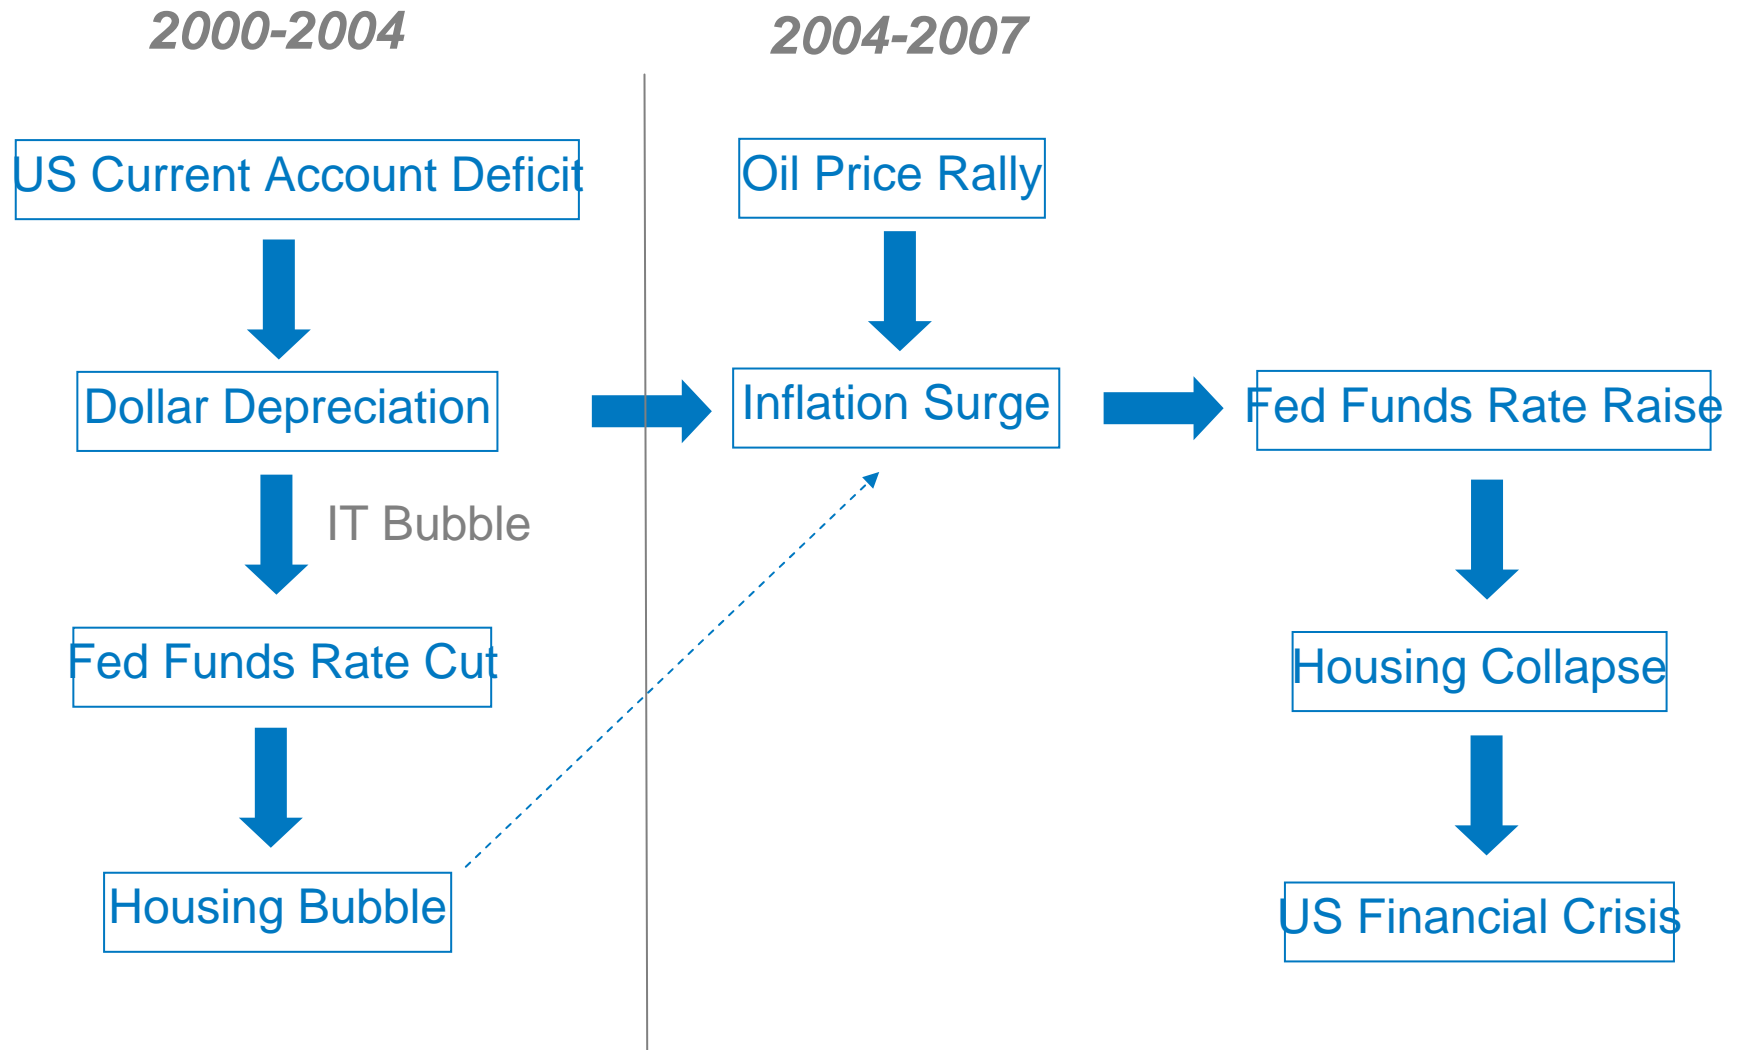 2000-2004
2004-2007
US Current Account Deficit
Oil Price Rally
Dollar Depreciation
Inflation Surge
Fed Funds Rate Raise
IT Bubble
Fed Funds Rate Cut
Housing Collapse
Housing Bubble
US Financial Crisis